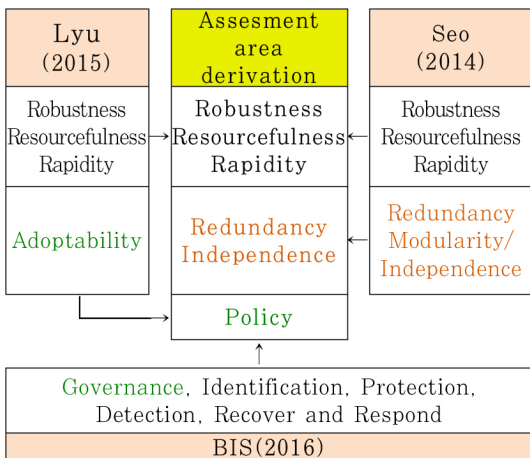 Lyu
(2015)
Robustness
Resourcefulness
Rapidity
Adoptability
Assesment
area
derivation
Robustness
Resourcefulness
Rapidity
Redundancy
Independence
Policy
Seo
(2014)
Robustness
Resourcefulness
Rapidity
Redundancy
Modularity/
Independence
Governance, Identification, Protection,
Detection, Recover and Respond
BIS(2016)